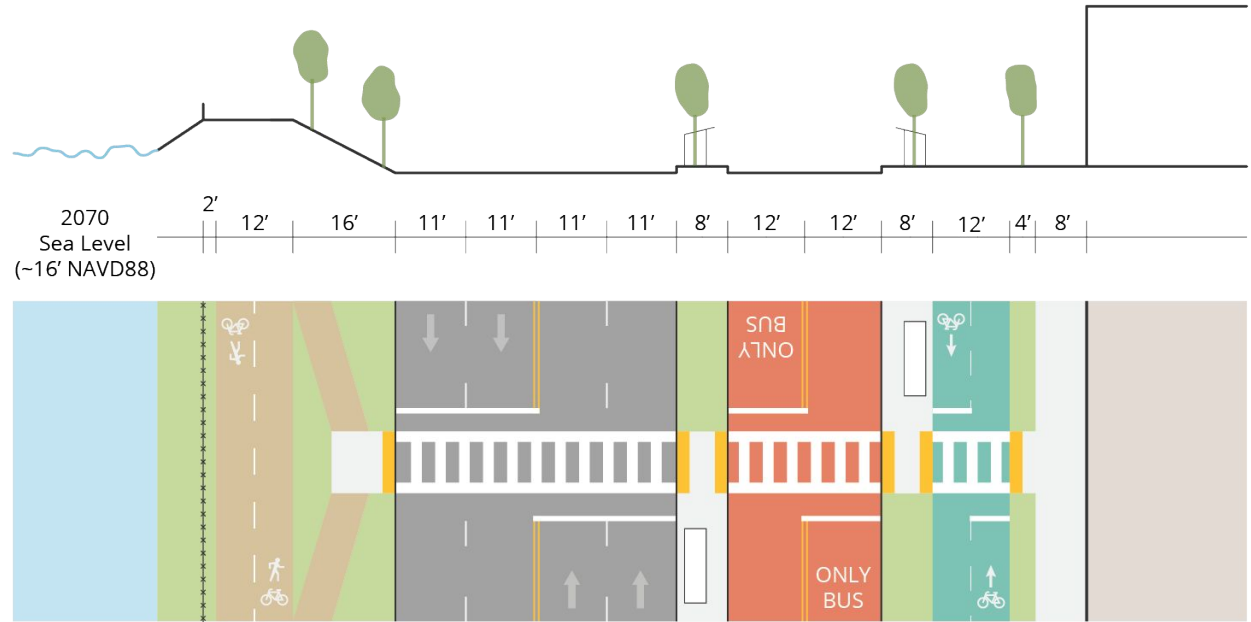 2070
Sea Level
(~16’ NAVD88)
2’
12’
16’
11’
11’
11’
11’
8’
12’
12’
8’
12’
4’
8’
ONLY
BUS
ONLY
BUS